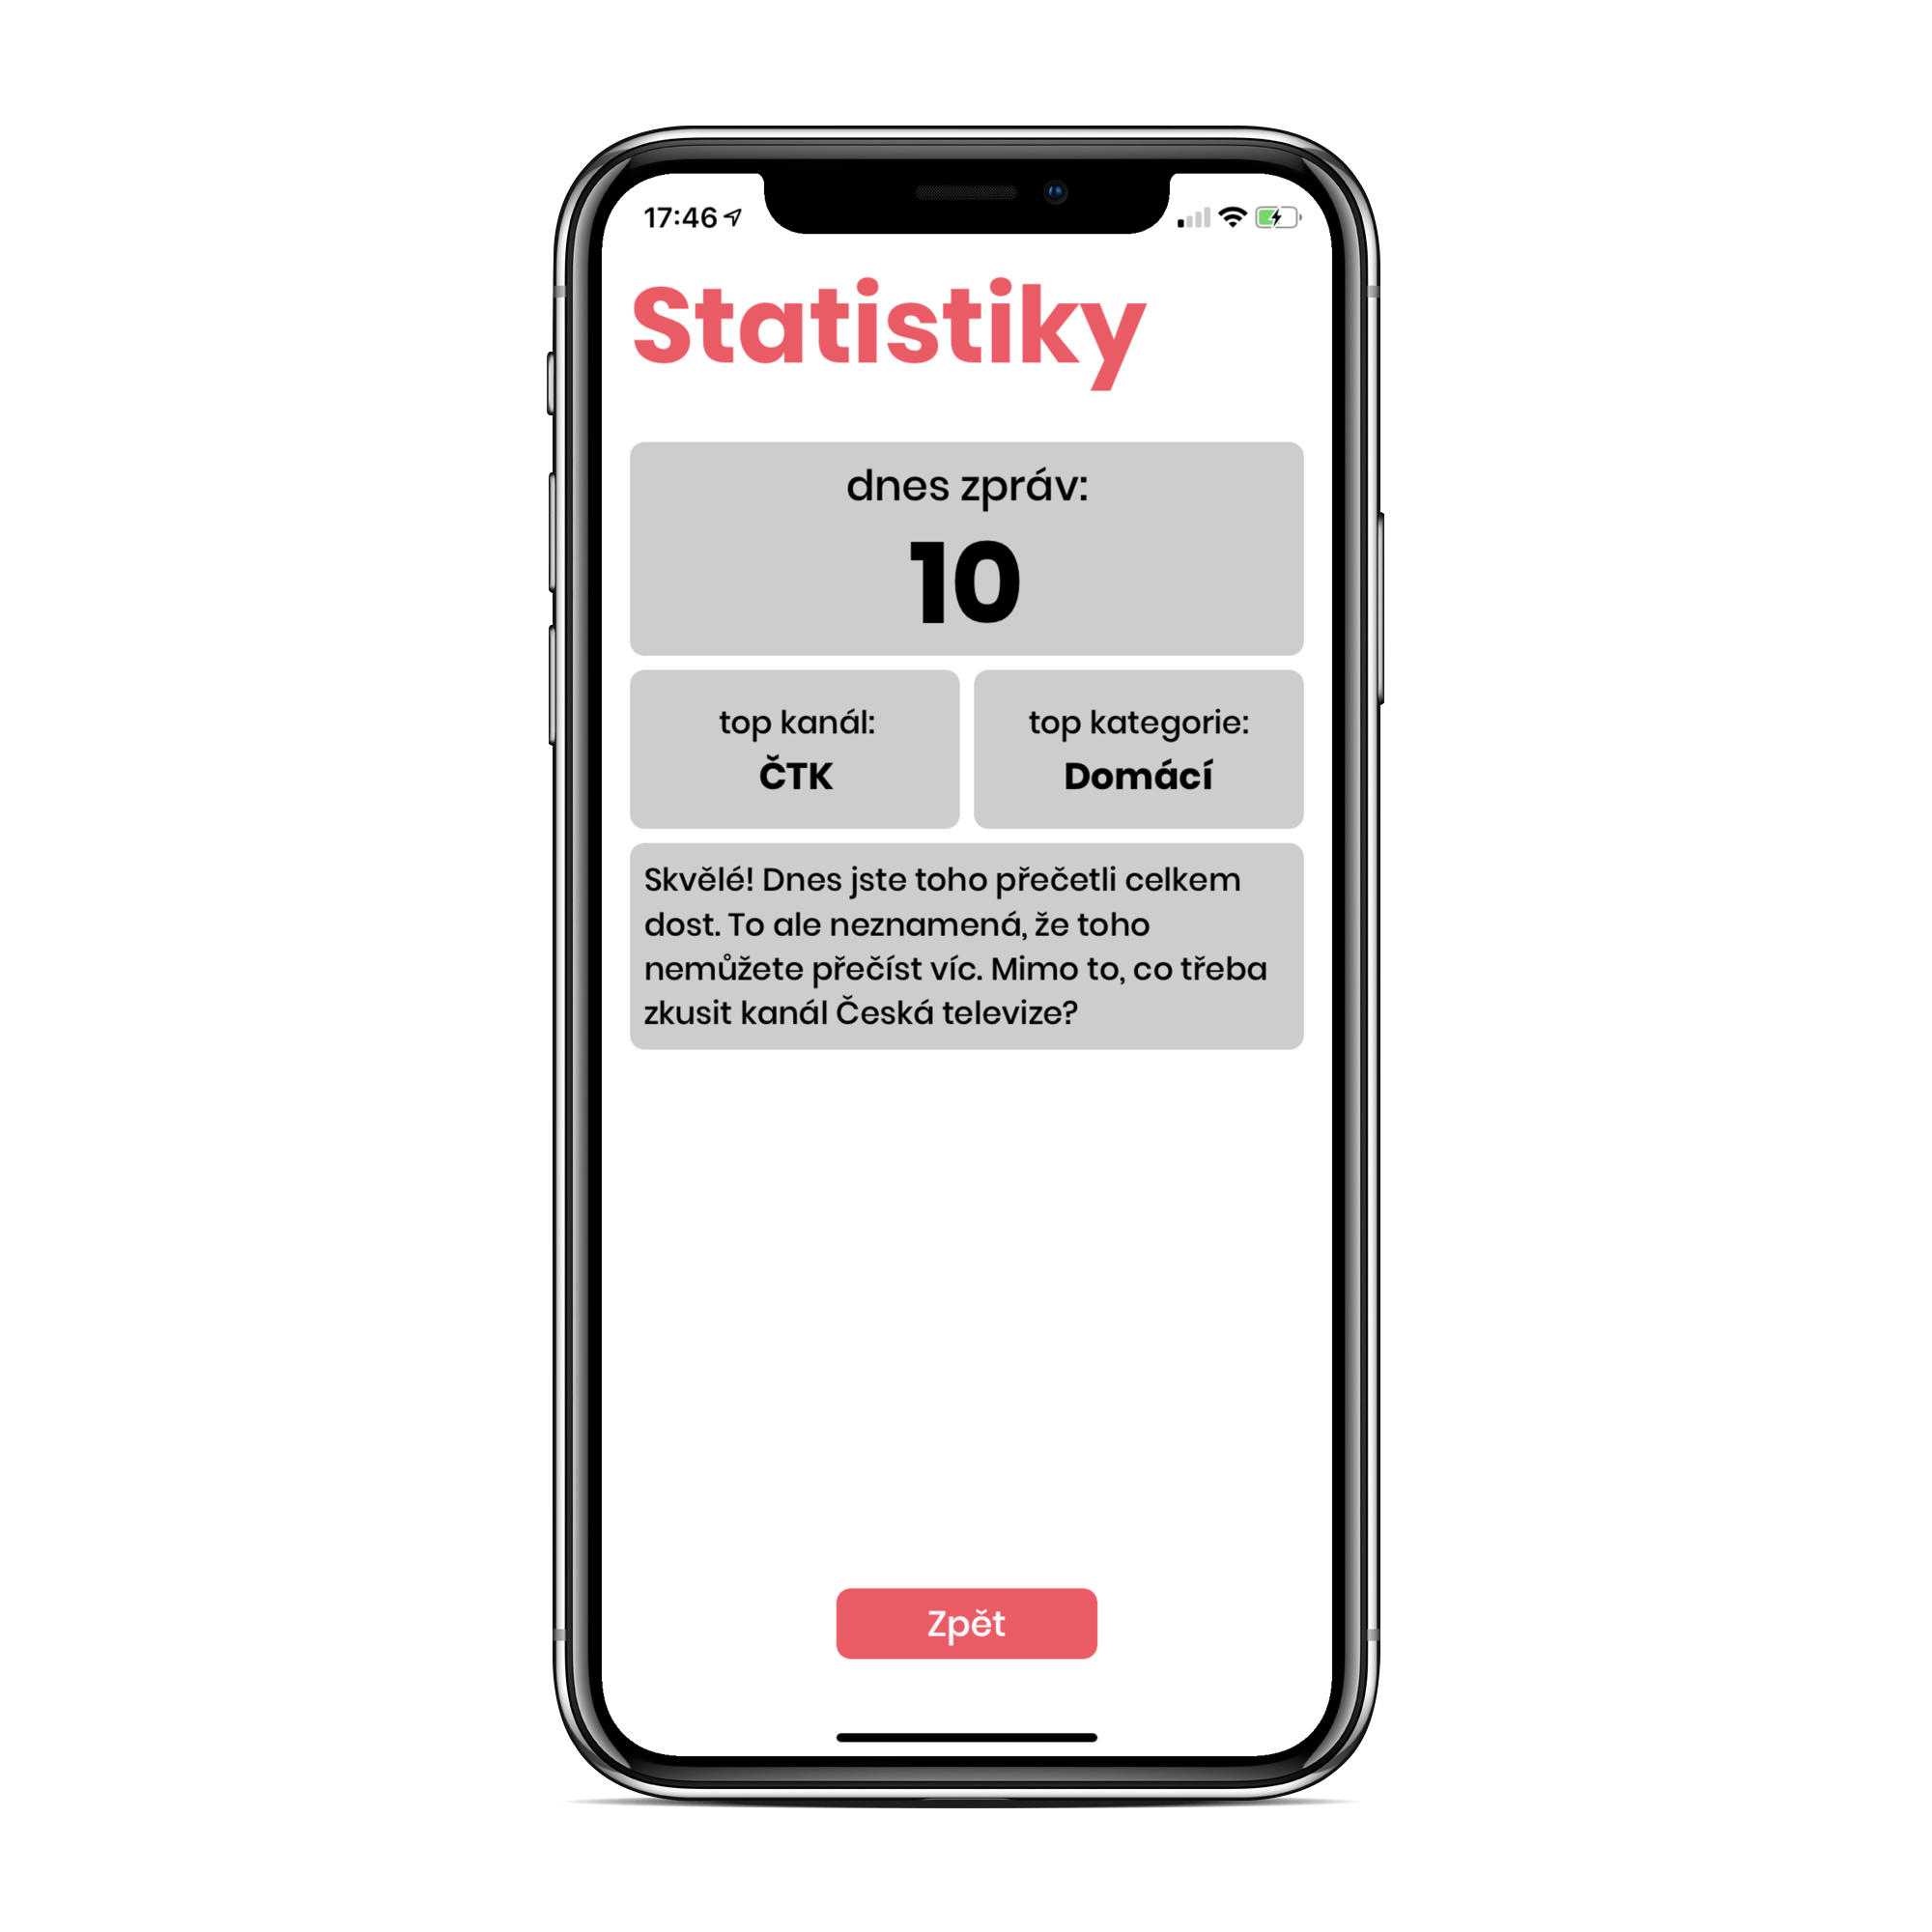 17:46
Statistiky
dnes zpráv:
10
top kanál:
ČTK
top kategorie:
Domácí
Skvělé! Dnes jste toho přečetli celkem
dost. To ale neznamená, že toho
nemůžete přečíst víc. Mimo to, co třeba
zkusit kanál Česká televize?
Zpět